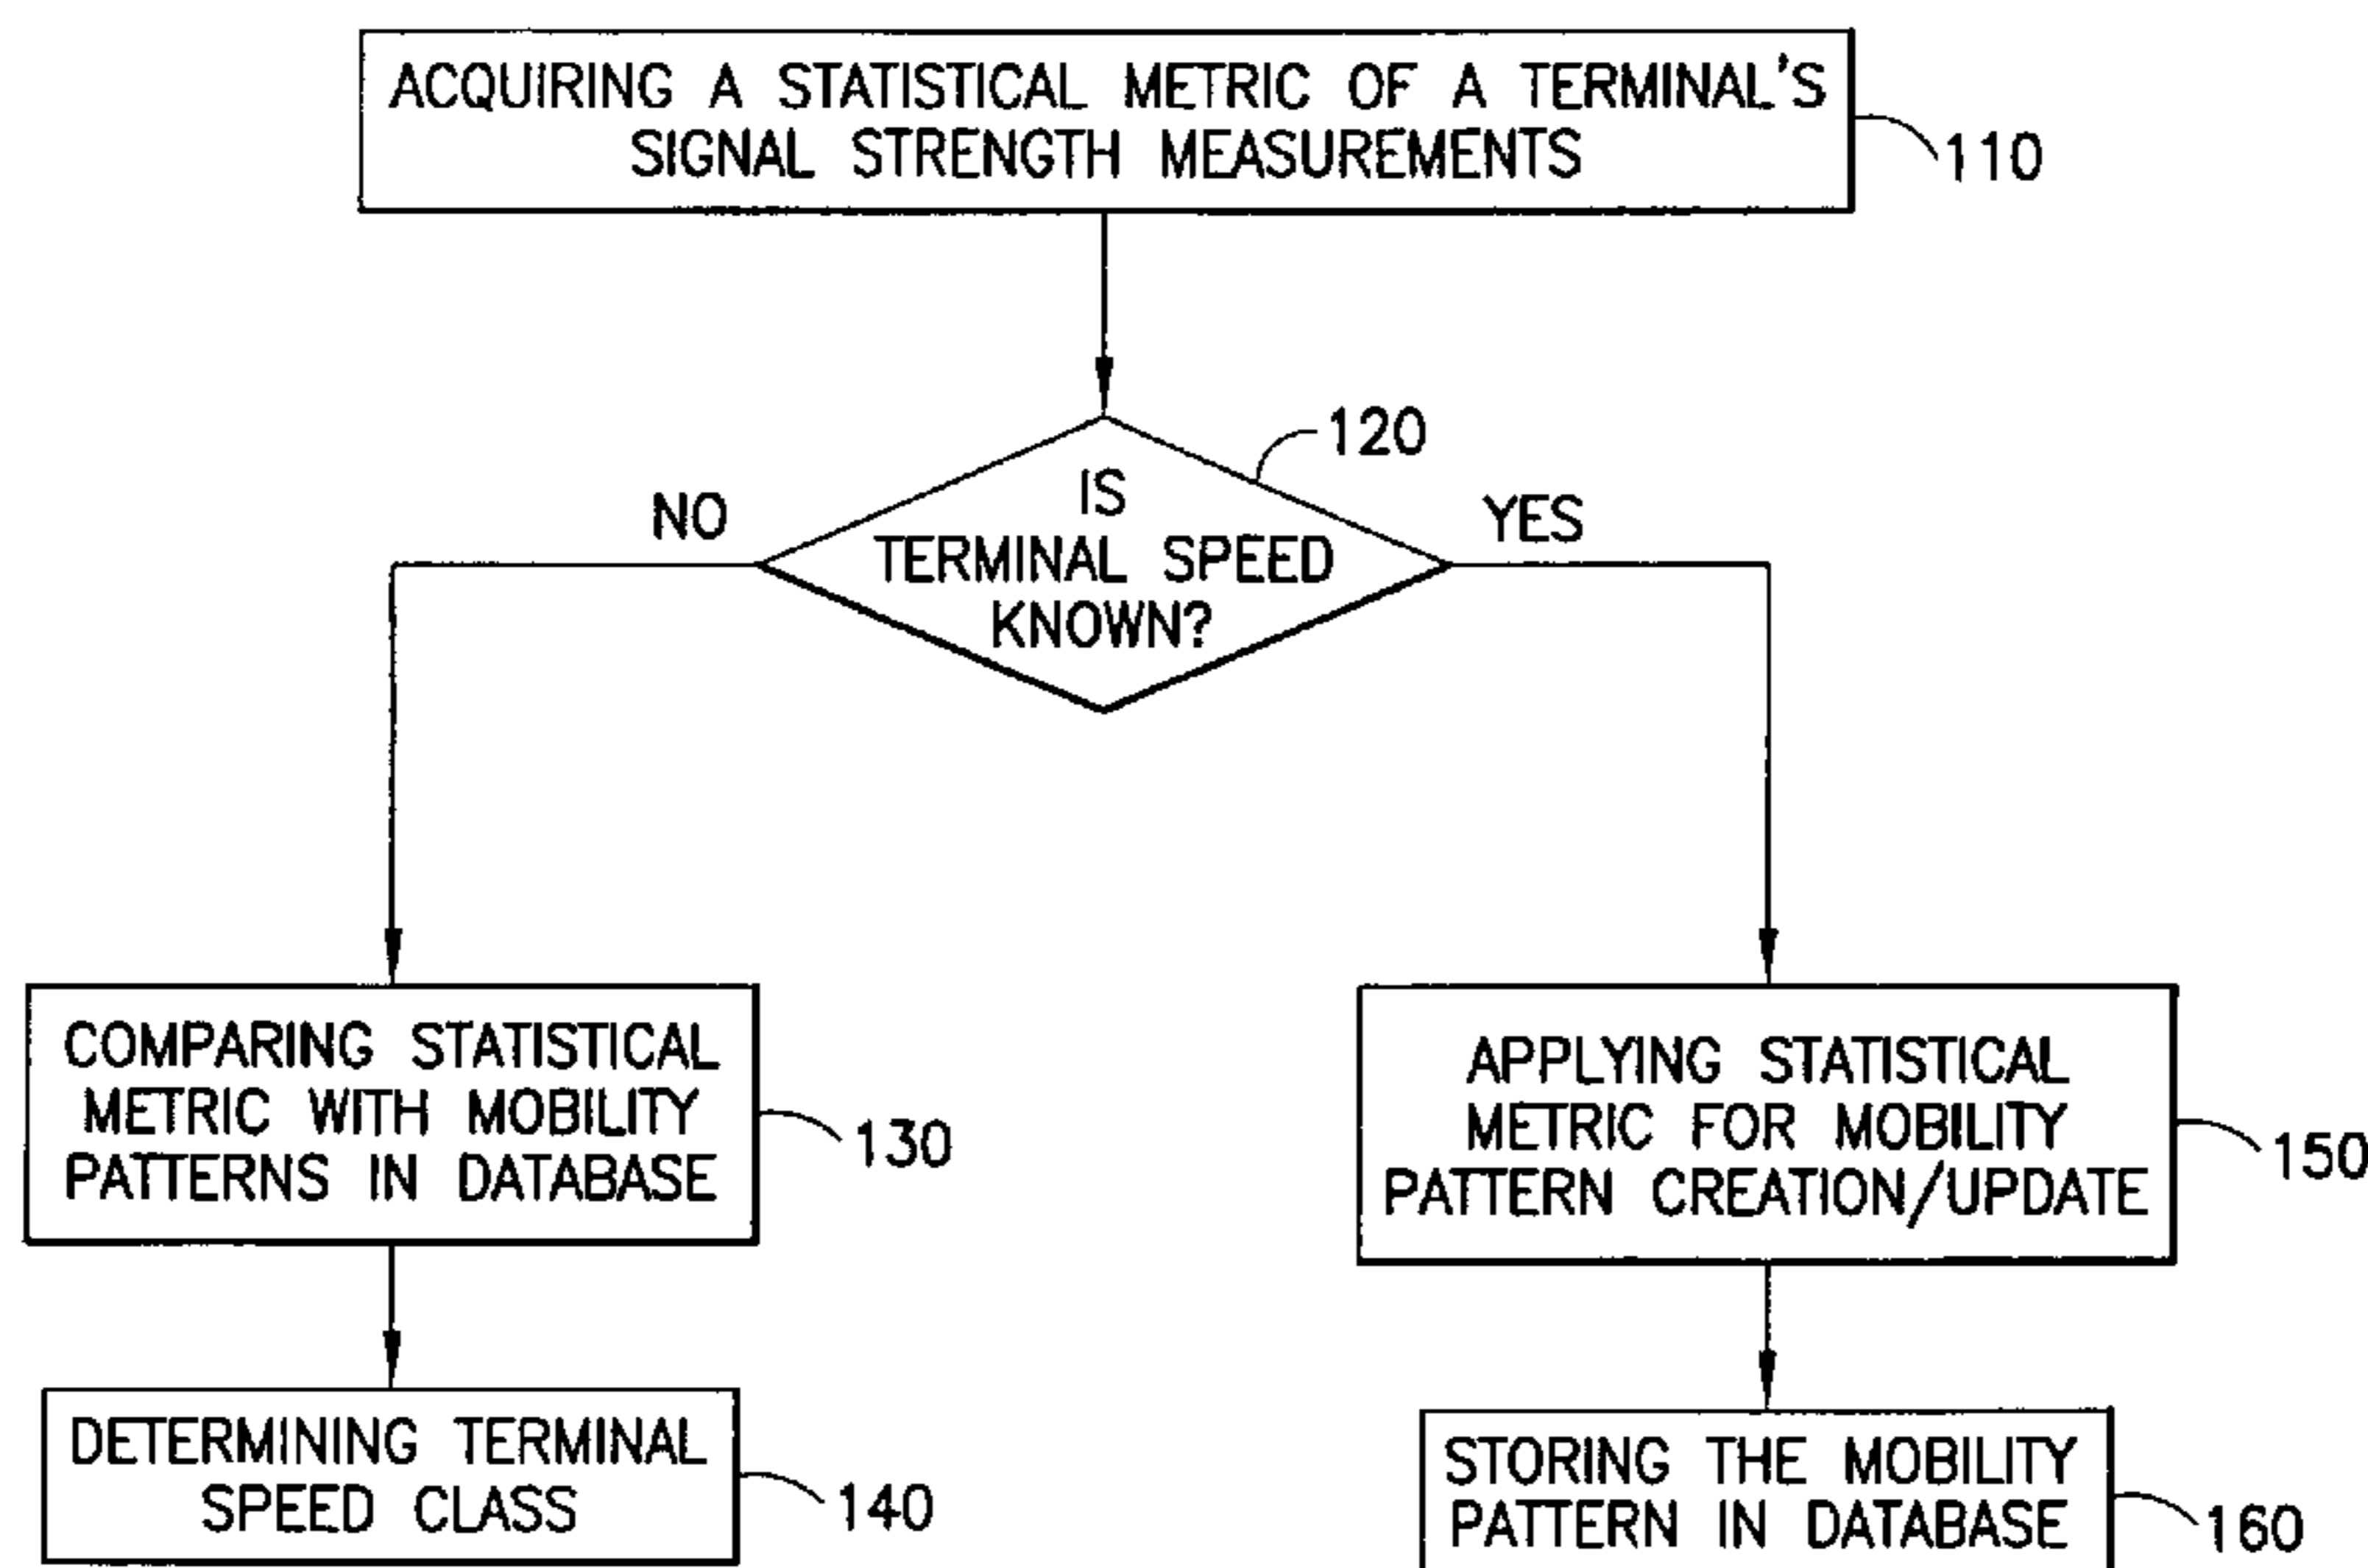 ACQUIRING A STATISTICAL METRIC OF A TERMINAL'S
SIGNAL STRENGTH MEASUREMENTS
110
120
IS
TERMINAL SPEED
KNOWN?
NO
YES
COMPARING STATISTICAL
METRIC WITH MOBILITY
PATTERNS IN DATABASE
130
APPLYING STATISTICAL
METRIC FOR MOBILITY
PATTERN CREATION/UPDATE
150
DETERMINING TERMINAL
SPEED CLASS
140
STORING THE MOBILITY
PATTERN IN DATABASE
160